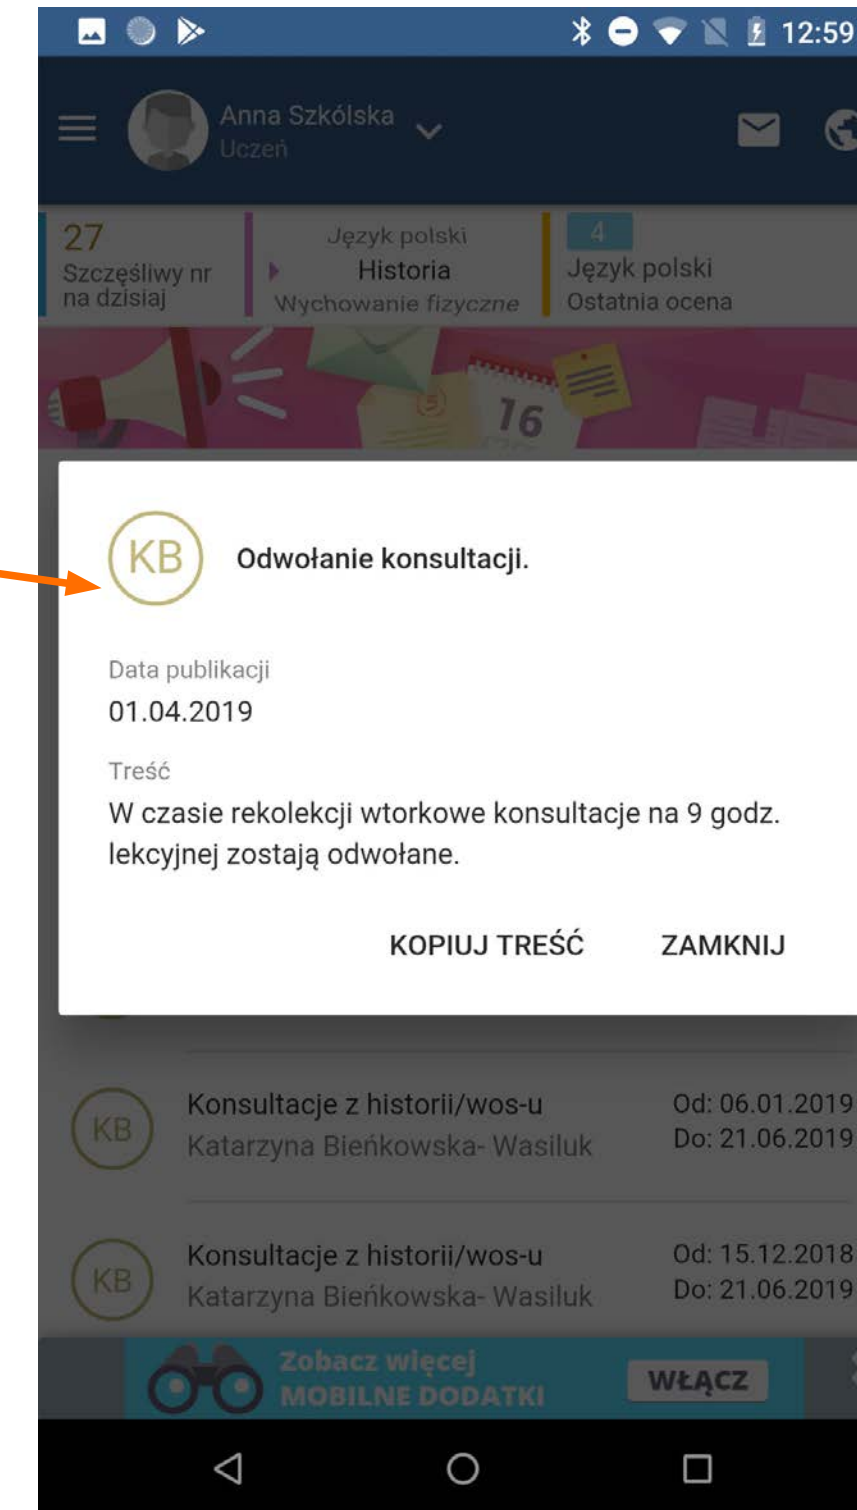 12:59
Anna Szkólska
Uczeń
27
Szczęśliwy nr
na dzisiaj
Język polski
Historia
Wychowanie fizyczne
4
Język polski
Ostatnia ocena
5
16
KB
Odwołanie konsultacji.
Data publikacji
01.04.2019
Treść
W czasie rekolekcji wtorkowe konsultacje na 9 godz.
lekcyjnej zostają odwołane.
KOPIUJ TREŚĆ ZAMKNIJ
KB
Konsultacje z historii/wos-u
Katarzyna Bieńkowska- Wasiluk
Od: 06.01.2019
Do: 21.06.2019
KB
Konsultacje z historii/wos-u
Katarzyna Bieńkowska- Wasiluk
Od: 15.12.2018
Do: 21.06.2019
Zobacz więcej
MOBILNE DODATKI
WŁĄCZ